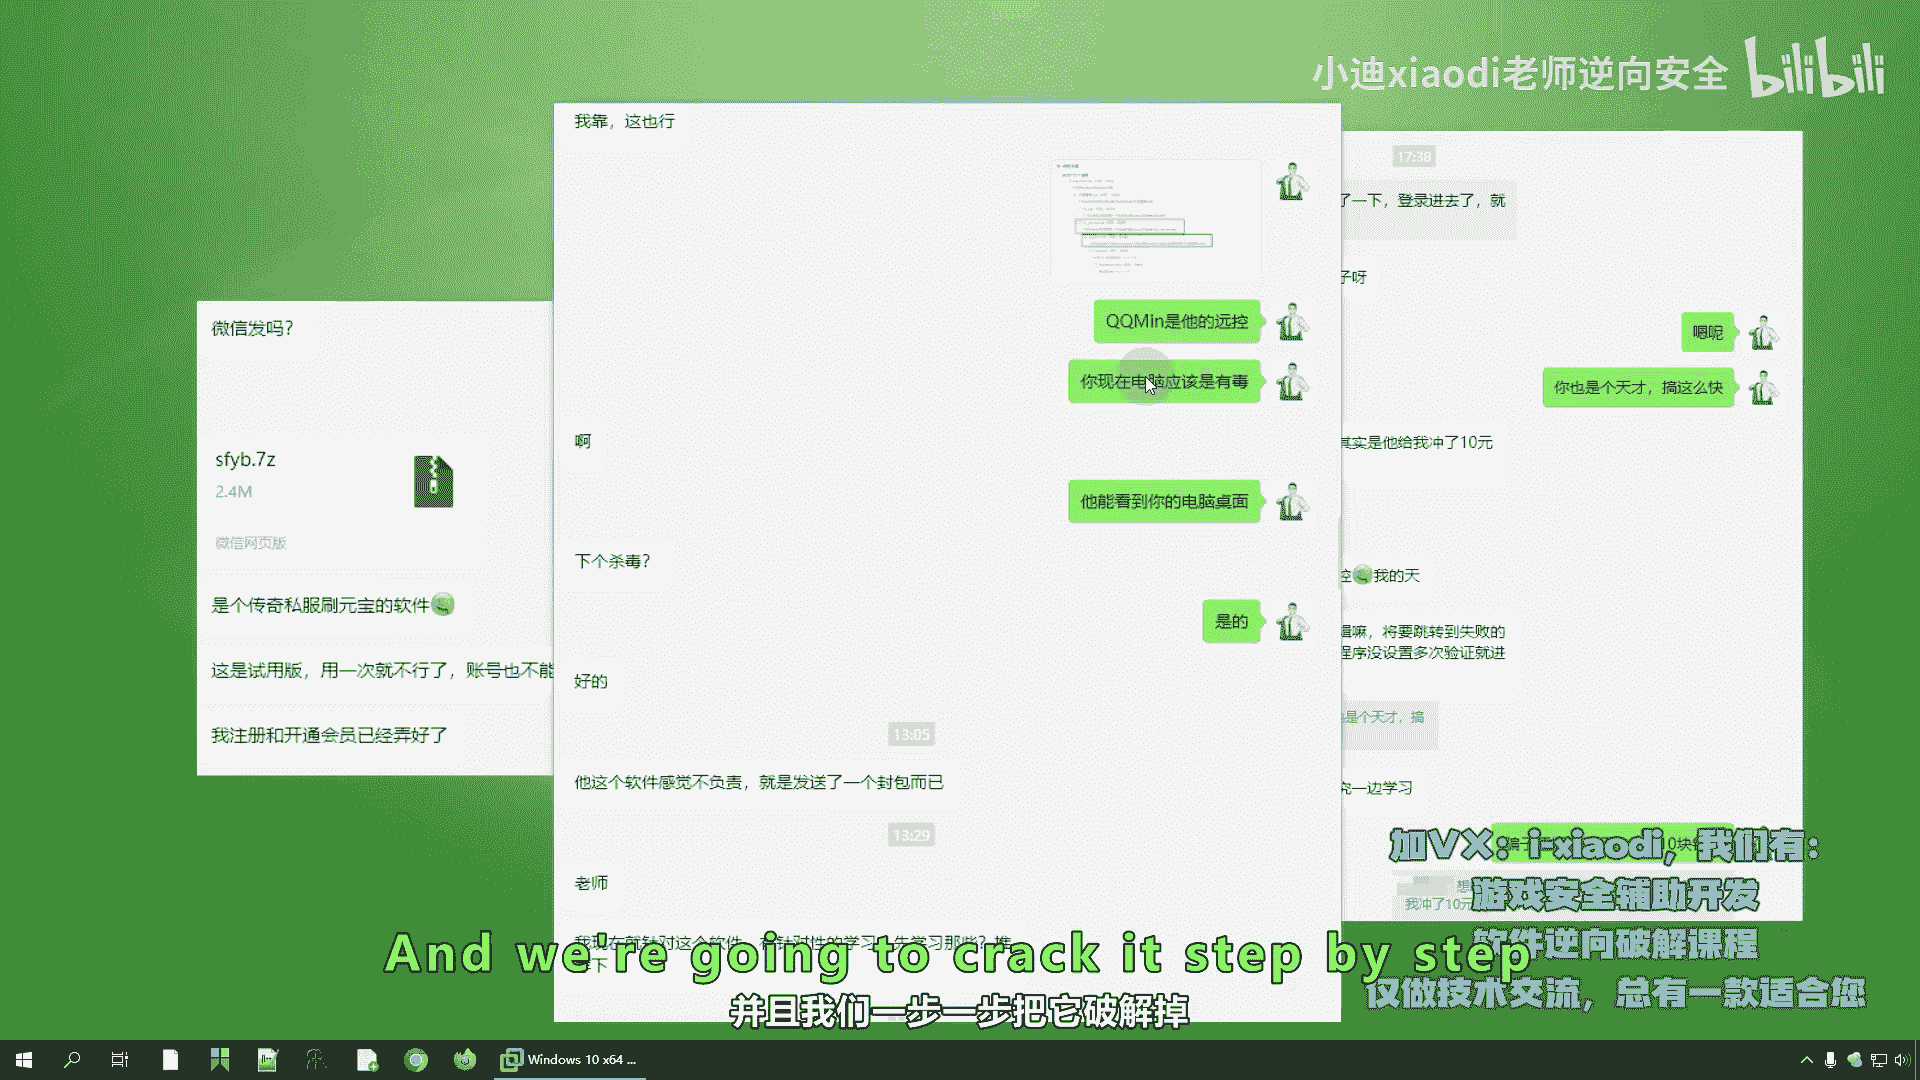 小迪xiaodi老师逆向安全 bilibili
微信发吗?
sfyb.7z
2.4M
微信网页版
是个传奇私服刷元宝的软件
这是试用版，用一次就不行了，账号也不能
我注册和开通会员已经弄好了
我靠，这也行
QQMin是他的远控
你现在电脑应该是有毒
啊
他能看到你的电脑桌面
下个杀毒?
是的
好的
13:05
他这个软件感觉不负责，就是发送了一个封包而已
13:29
老师
17:38
了一下，登录进去了，就
子呀
嗯呢
你也是个天才，搞这么快
其实是他给我冲了10元
我的天
辑嘛，将要跳转到失败的
程序没设置多次验证就进
是个天才，搞
究一边学习
0块
我冲了10元
加VX：i-xiaodi，我们有：
游戏安全辅助开发
软件逆向破解课程
仅做技术交流，总有一款适合您
And we're going to crack it step by step
并且我们一步一步把它破解掉
Windows 10 x64 ...